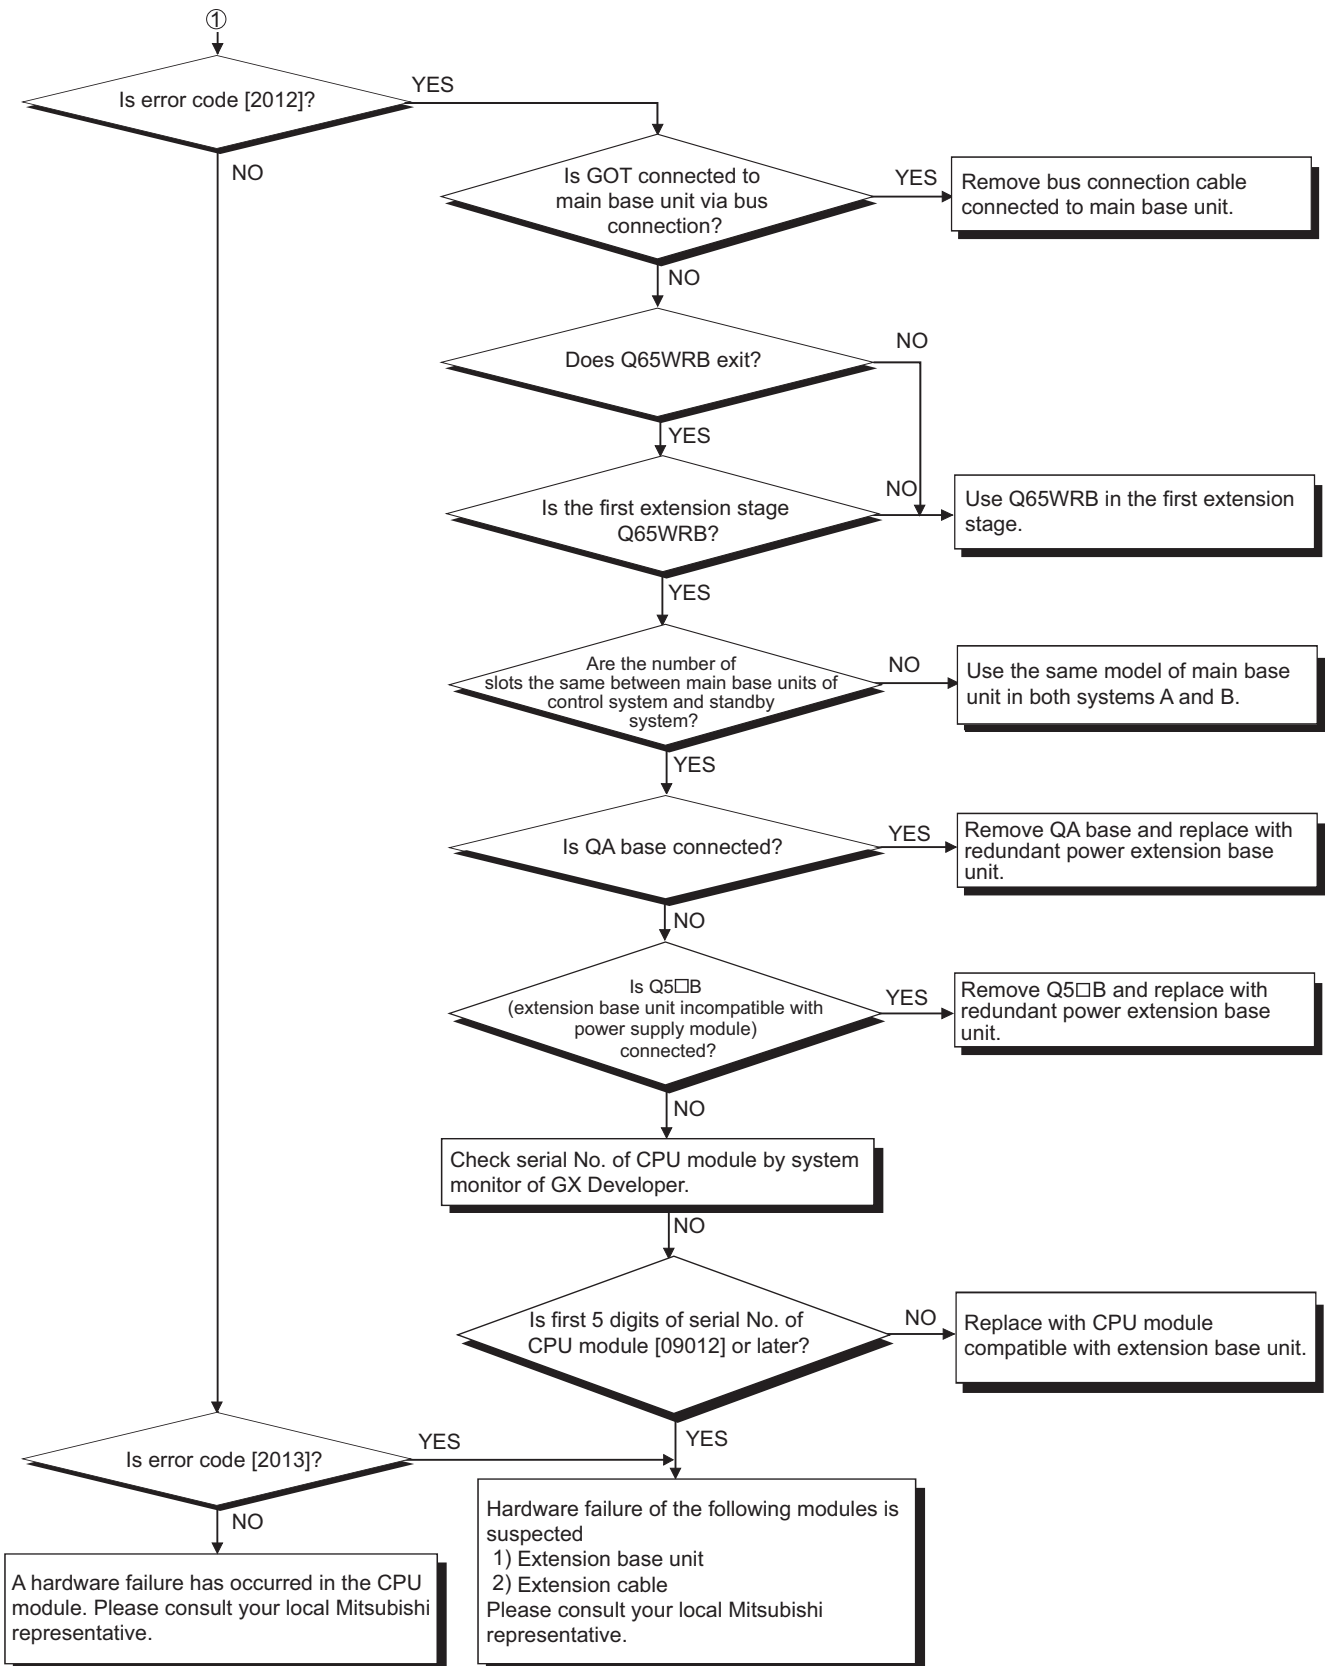 ①
Is error code [2012]?
YES
NO
Is GOT connected to
main base unit via bus
connection?
YES
Remove bus connection cable
connected to main base unit.
NO
Does Q65WRB exit?
NO
YES
Is the first extension stage
Q65WRB?
NO
Use Q65WRB in the first extension
stage.
YES
Are the number of
slots the same between main base units of
control system and standby
system?
NO
Use the same model of main base
unit in both systems A and B.
YES
Is QA base connected?
YES
Remove QA base and replace with
redundant power extension base
unit.
NO
Is Q5□B
(extension base unit incompatible with
power supply module)
connected?
YES
Remove Q5□B and replace with
redundant power extension base
unit.
NO
Check serial No. of CPU module by system
monitor of GX Developer.
NO
Is first 5 digits of serial No. of
CPU module [09012] or later?
NO
Replace with CPU module
compatible with extension base unit.
YES
Is error code [2013]?
YES
NO
A hardware failure has occurred in the CPU
module. Please consult your local Mitsubishi
representative.
Hardware failure of the following modules is
suspected
1) Extension base unit
2) Extension cable
Please consult your local Mitsubishi
representative.